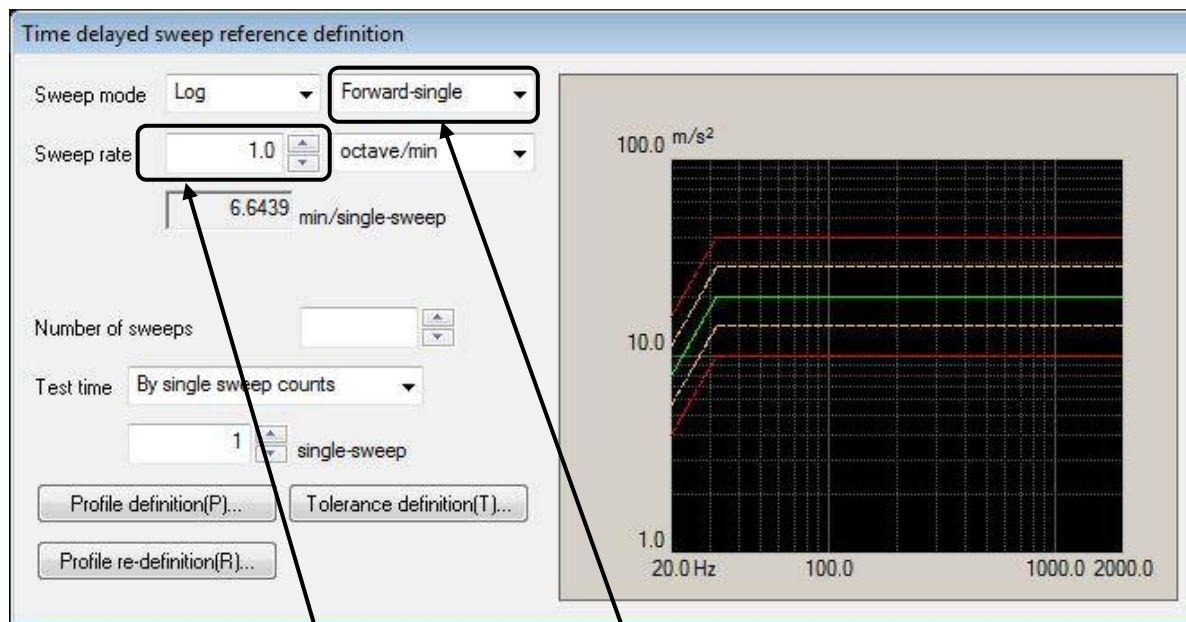 Time delayed sweep reference definition
Sweep mode Log Forward-single
Sweep rate 1.0 octave/min
6.6439 min/single-sweep
Number of sweeps
Test time By single sweep counts
1 single-sweep
Profile definition(P)... Tolerance definition(T)...
Profile re-definition(R)...
100.0 m/s²
10.0
1.0
20.0 Hz 100.0 1000.0 2000.0